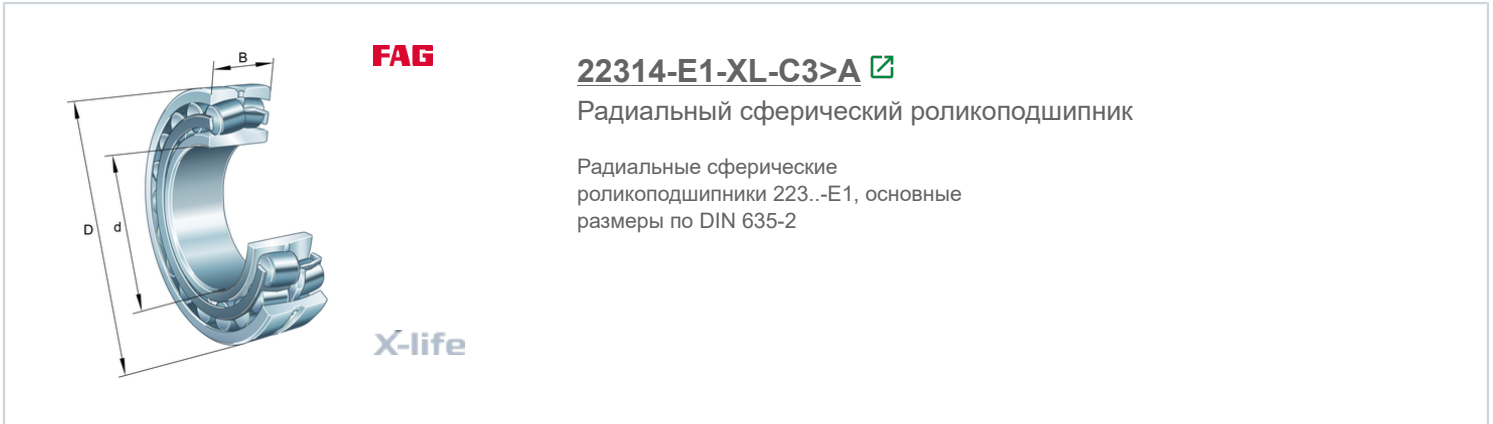 B
FAG
22314-E1-XL-C3>A
Радиальный сферический роликоподшипник
Радиальные сферические
роликоподшипники 223..-E1, основные
размеры по DIN 635-2
D
d
X-life